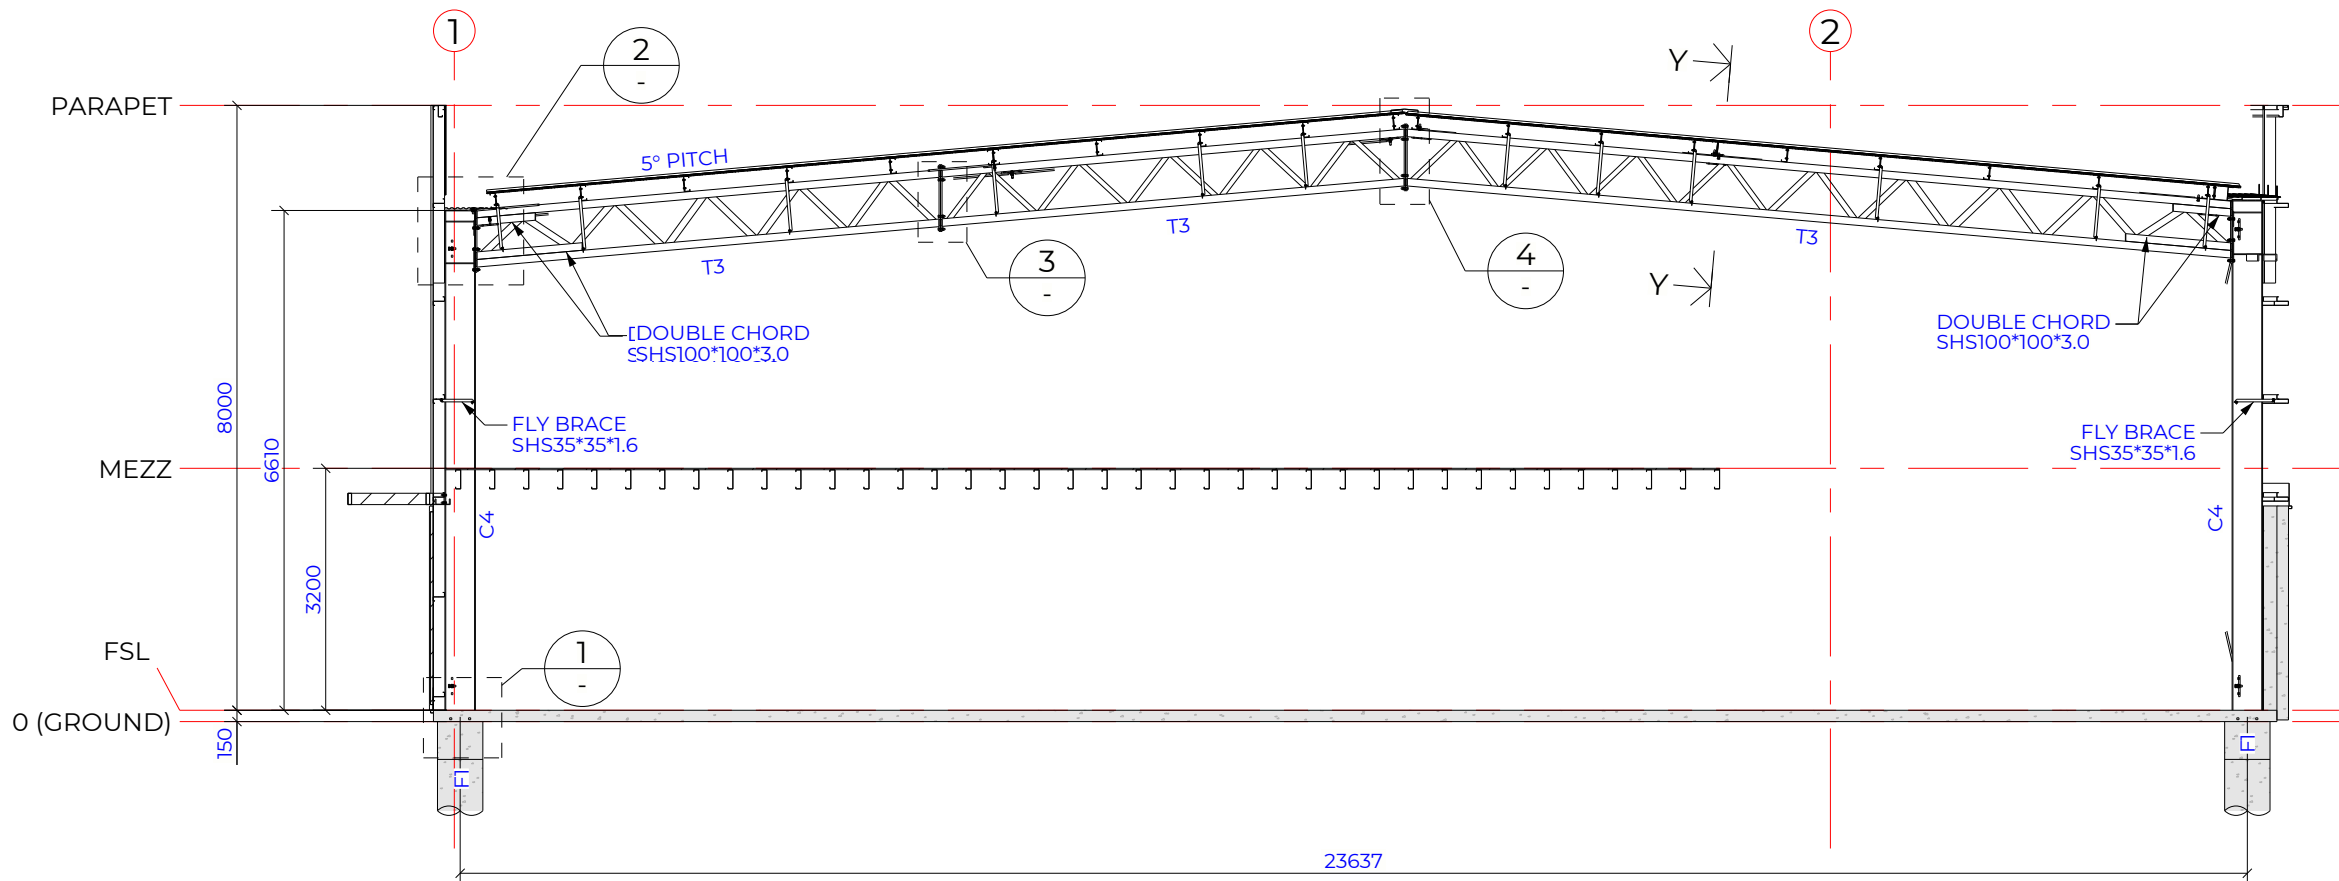 1
2
2
-
Y
PARAPET
5° PITCH
T3
T3
T3
3
-
4
-
Y
DOUBLE CHORD
SHS100*100*3.0
DOUBLE CHORD
SHS100*100*3.0
8000
6610
3200
FLY BRACE
SHS35*35*1.6
FLY BRACE
SHS35*35*1.6
MEZZ
C4
C4
FSL
1
-
0 (GROUND)
150
F1
F1
23637